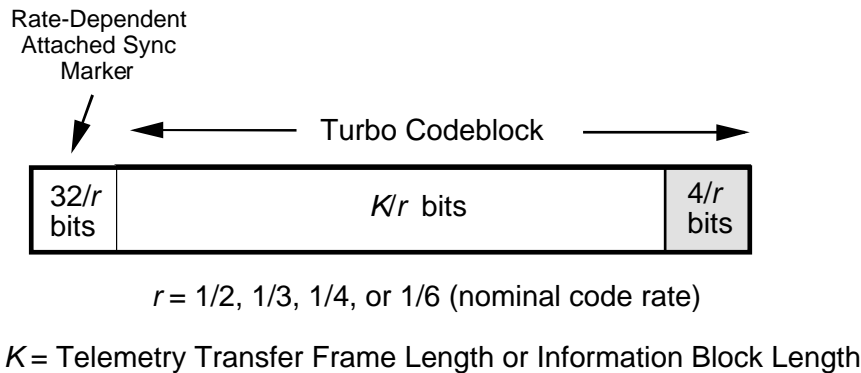 Rate-Dependent
Attached Sync
Marker
Turbo Codeblock
32/r
bits
K/r bits
4/r
bits
r = 1/2, 1/3, 1/4, or 1/6 (nominal code rate)
K = Telemetry Transfer Frame Length or Information Block Length